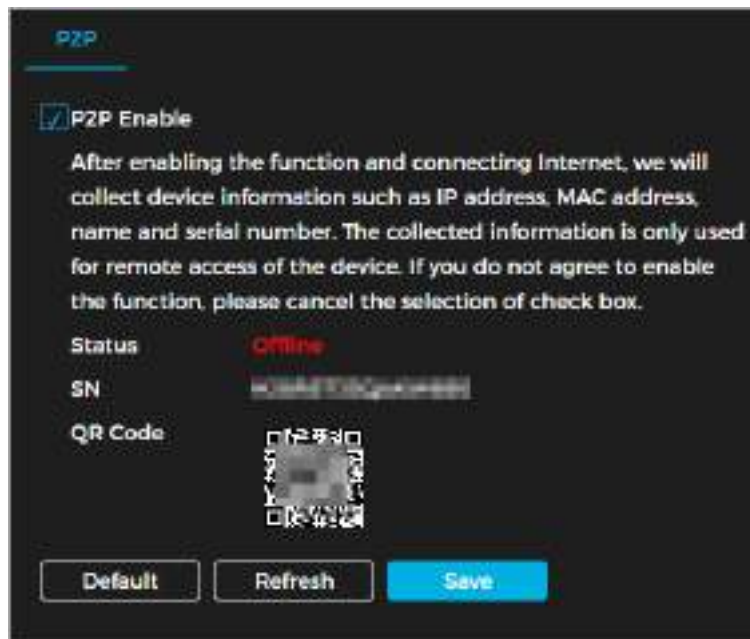 P2P
P2P Enable
After enabling the function and connecting Internet, we will
collect device information such as IP address, MAC address,
name and serial number. The collected information is only used
for remote access of the device. If you do not agree to enable
the function, please cancel the selection of check box.
Status Offline
SN
QR Code
Default Refresh Save